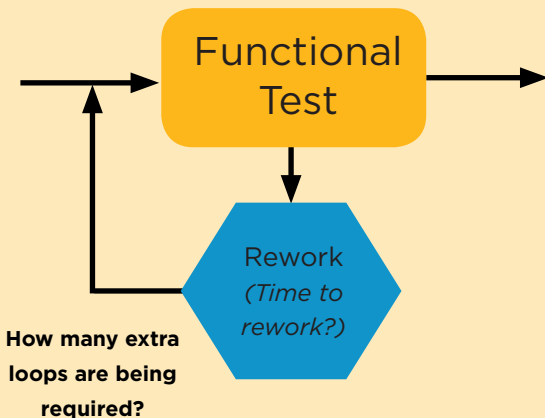 Functional
Test
Rework
(Time to
rework?)
How many extra
loops are being
required?